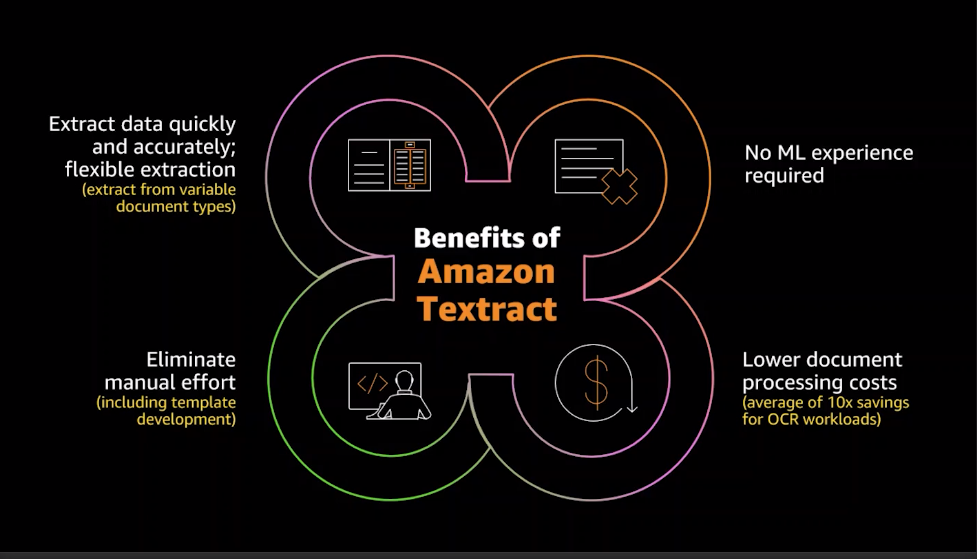 Extract data quickly
and accurately;
flexible extraction
(extract from variable
document types)
No ML experience
required
Benefits of
Amazon
Textract
Eliminate
manual effort
(including template
development)
</>
$
Lower document
processing costs
(average of 10x savings
for OCR workloads)